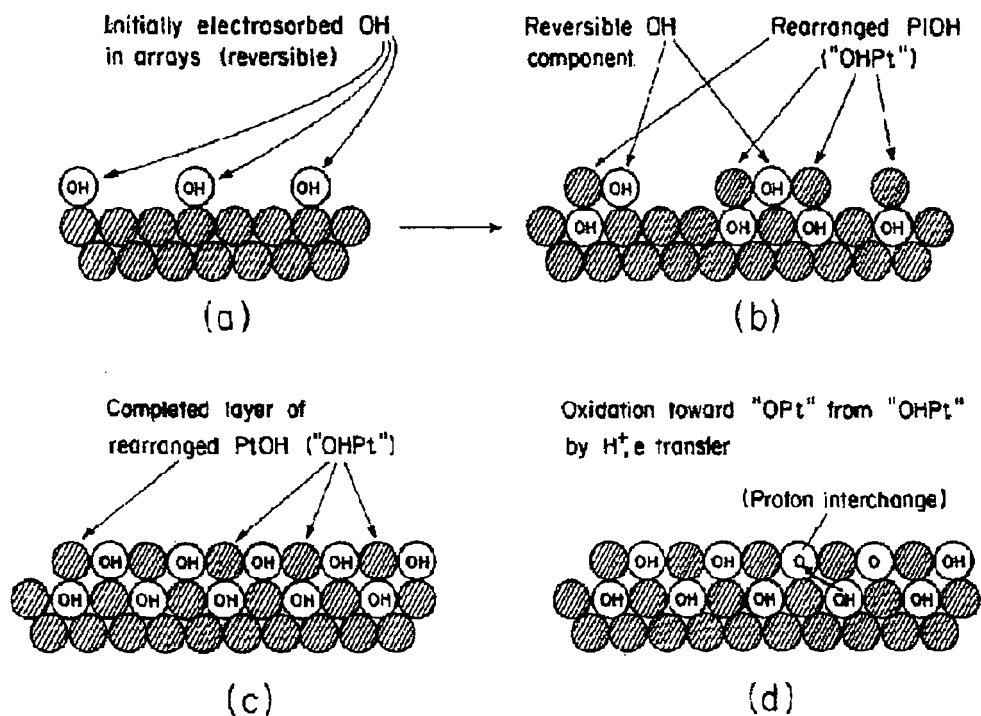 Initially electrosorbed OH
in arrays (reversible)
OH
OH
OH
(a)
Reversible OH
component
Rearranged PtOH
("OHPt")
OH
OH
OH
OH
OH
OH
(b)
Completed layer of
rearranged PtOH ("OHPt")
OH
OH
OH
OH
OH
OH
OH
OH
OH
OH
(c)
Oxidation toward "OPt" from "OHPt"
by H⁺,e transfer
(Proton interchange)
OH
OH
O
O
OH
OH
OH
OH
OH
OH
(d)